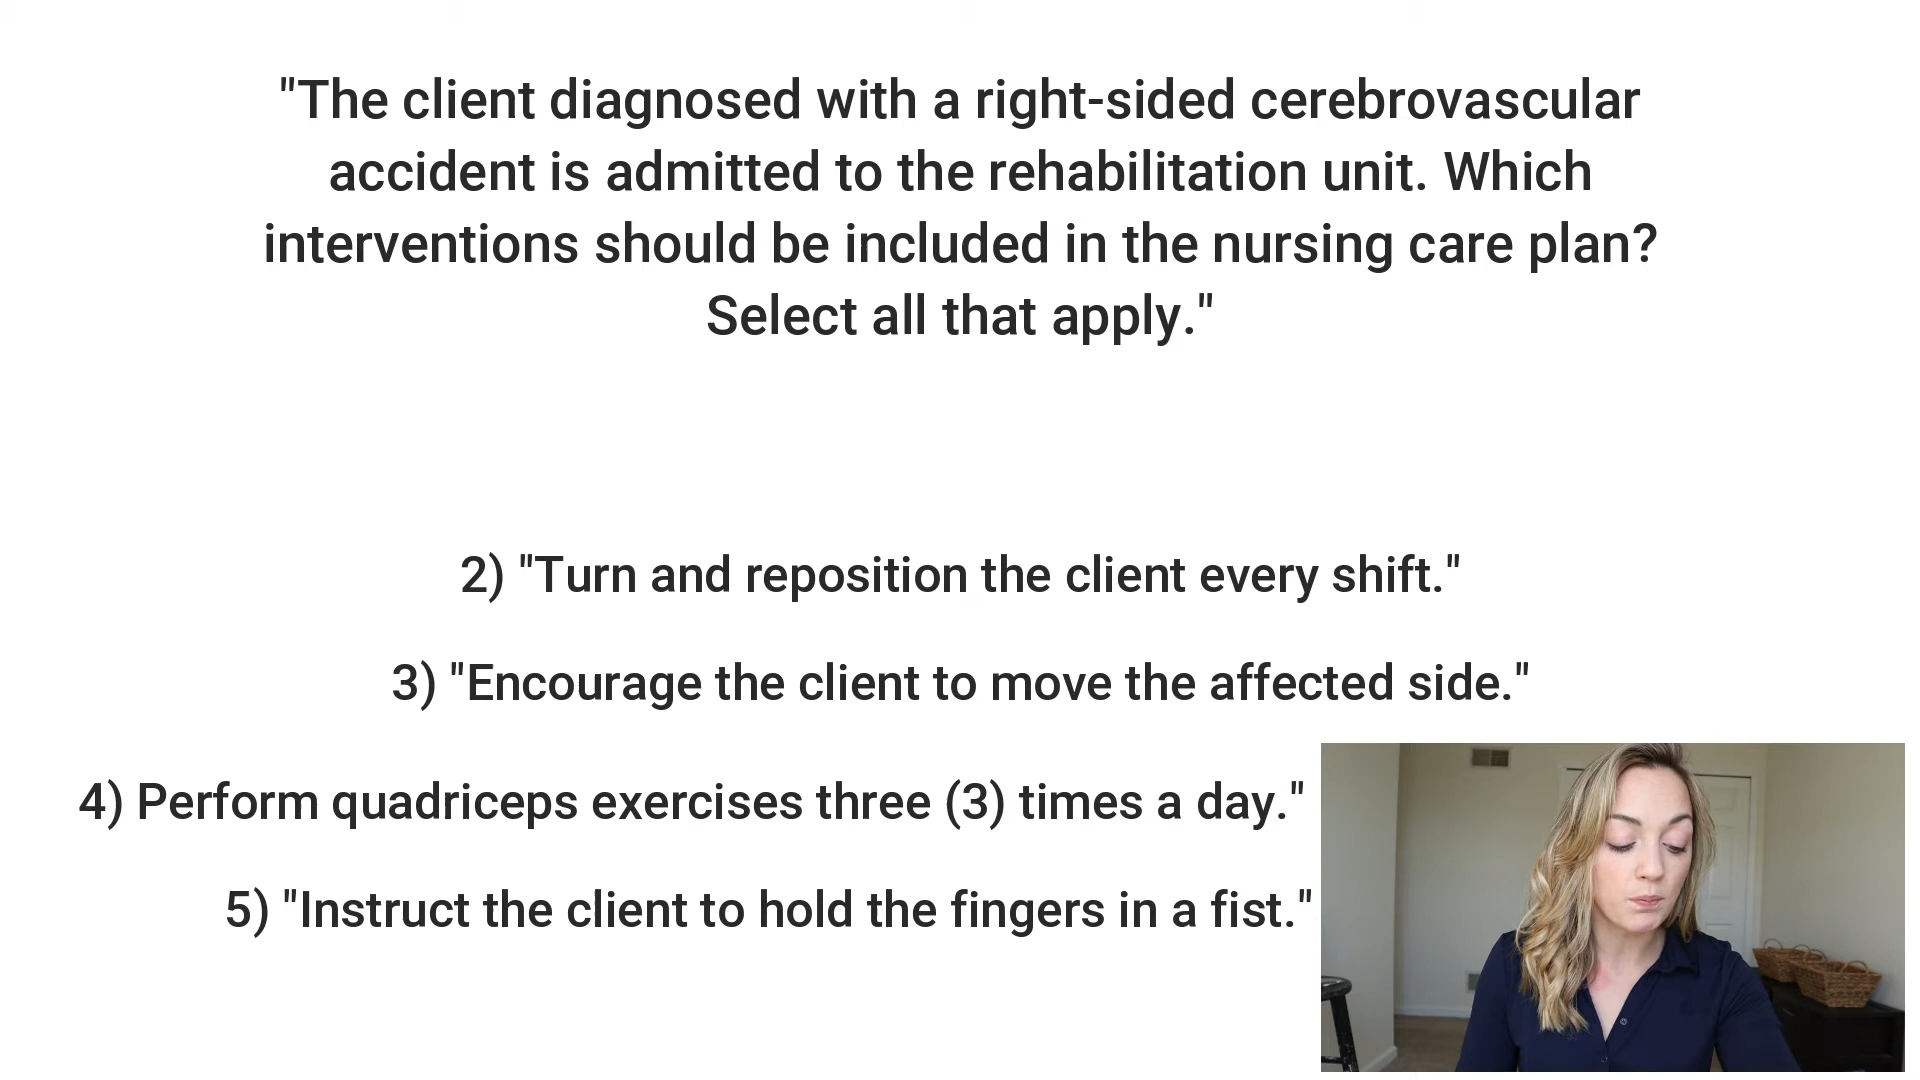 "The client diagnosed with a right-sided cerebrovascular
accident is admitted to the rehabilitation unit. Which
interventions should be included in the nursing care plan?
Select all that apply."
2) "Turn and reposition the client every shift."
3) "Encourage the client to move the affected side."
4) Perform quadriceps exercises three (3) times a day."
5) "Instruct the client to hold the fingers in a fist."